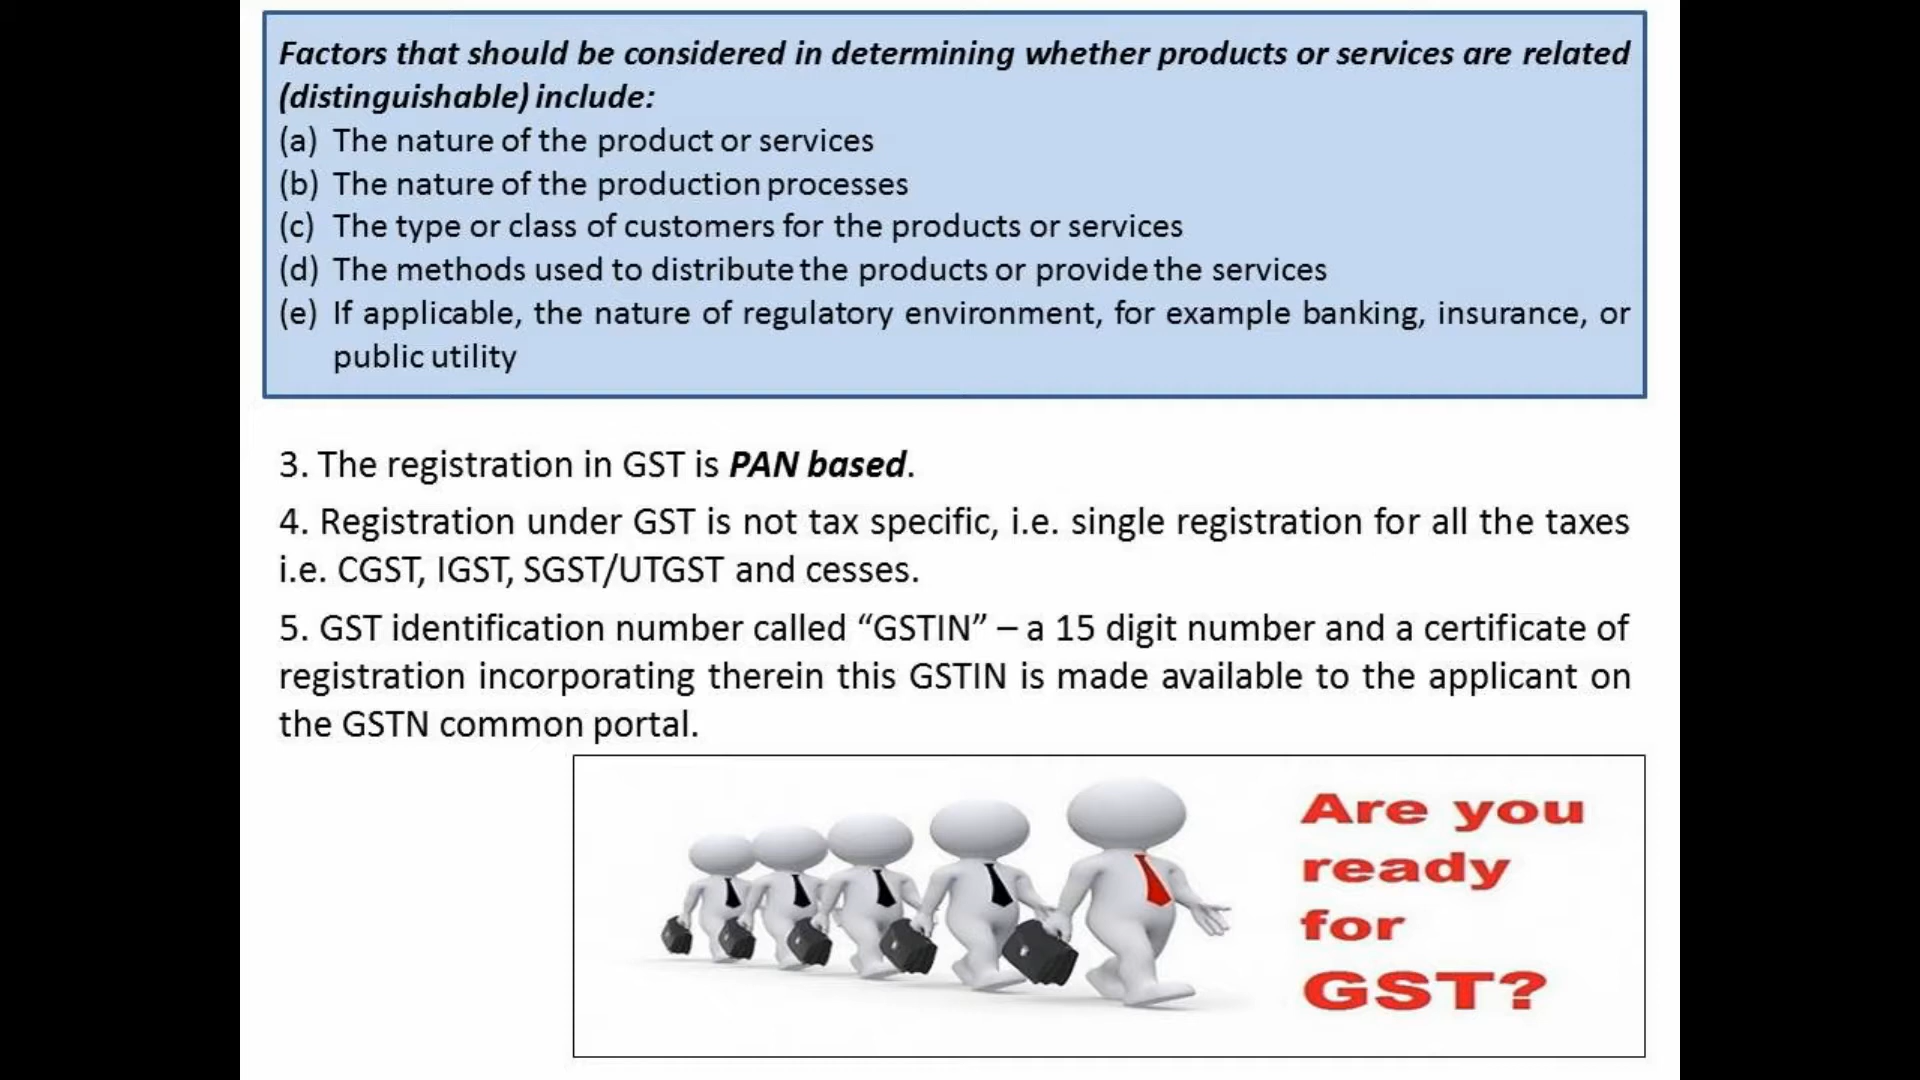 Factors that should be considered in determining whether products or services are related
(distinguishable) include:
(a) The nature of the product or services
(b) The nature of the production processes
(c) The type or class of customers for the products or services
(d) The methods used to distribute the products or provide the services
(e) If applicable, the nature of regulatory environment, for example banking, insurance, or
public utility
3. The registration in GST is PAN based.
4. Registration under GST is not tax specific, i.e. single registration for all the taxes
i.e. CGST, IGST, SGST/UTGST and cesses.
5. GST identification number called “GSTIN” – a 15 digit number and a certificate of
registration incorporating therein this GSTIN is made available to the applicant on
the GSTN common portal.
Are you
ready
for
GST?